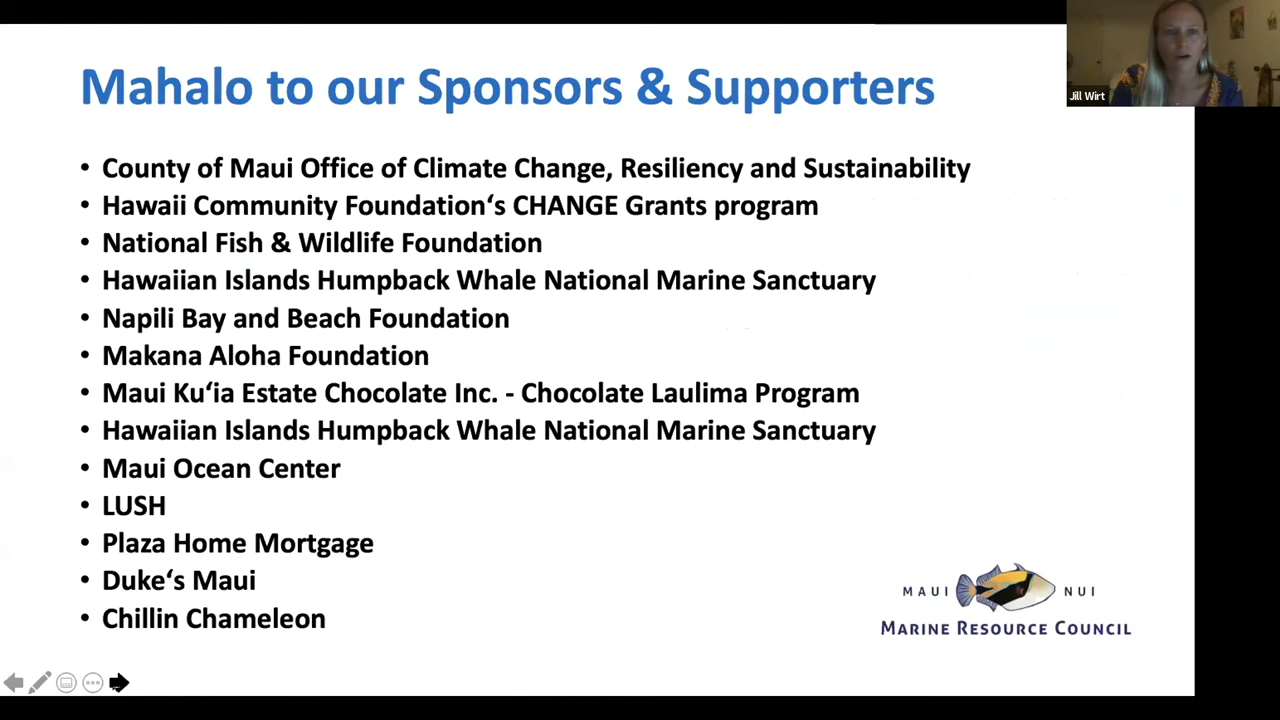 Mahalo to our Sponsors & Supporters
Jill Wirt
• County of Maui Office of Climate Change, Resiliency and Sustainability
• Hawaii Community Foundation‘s CHANGE Grants program
• National Fish & Wildlife Foundation
• Hawaiian Islands Humpback Whale National Marine Sanctuary
• Napili Bay and Beach Foundation
• Makana Aloha Foundation
• Maui Ku‘ia Estate Chocolate Inc. - Chocolate Laulima Program
• Hawaiian Islands Humpback Whale National Marine Sanctuary
• Maui Ocean Center
• LUSH
• Plaza Home Mortgage
• Duke‘s Maui
• Chillin Chameleon
MAUI NUI
MARINE RESOURCE COUNCIL